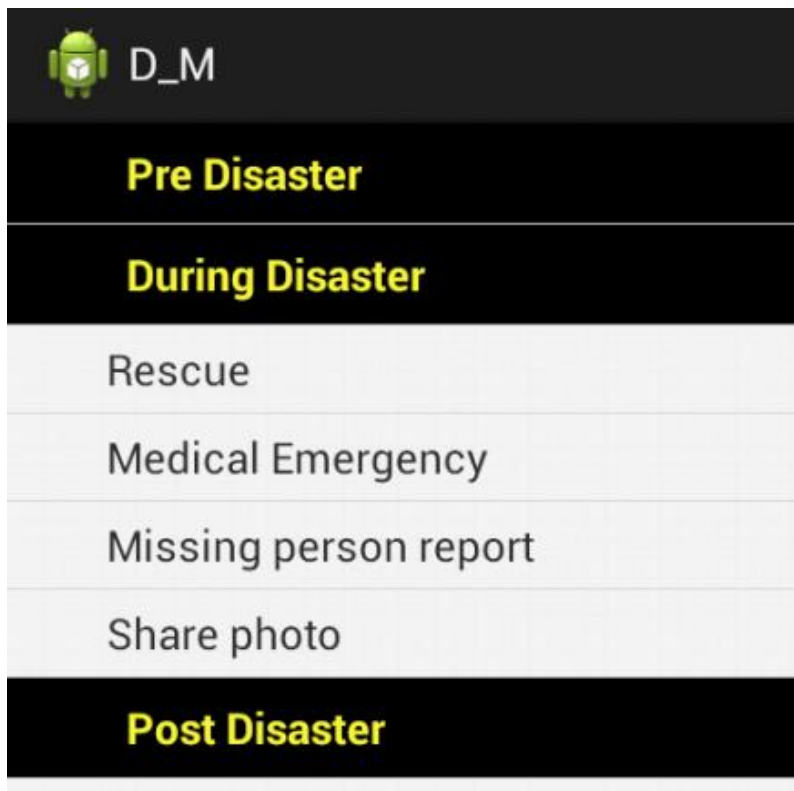 D_M
Pre Disaster
During Disaster
Rescue
Medical Emergency
Missing person report
Share photo
Post Disaster